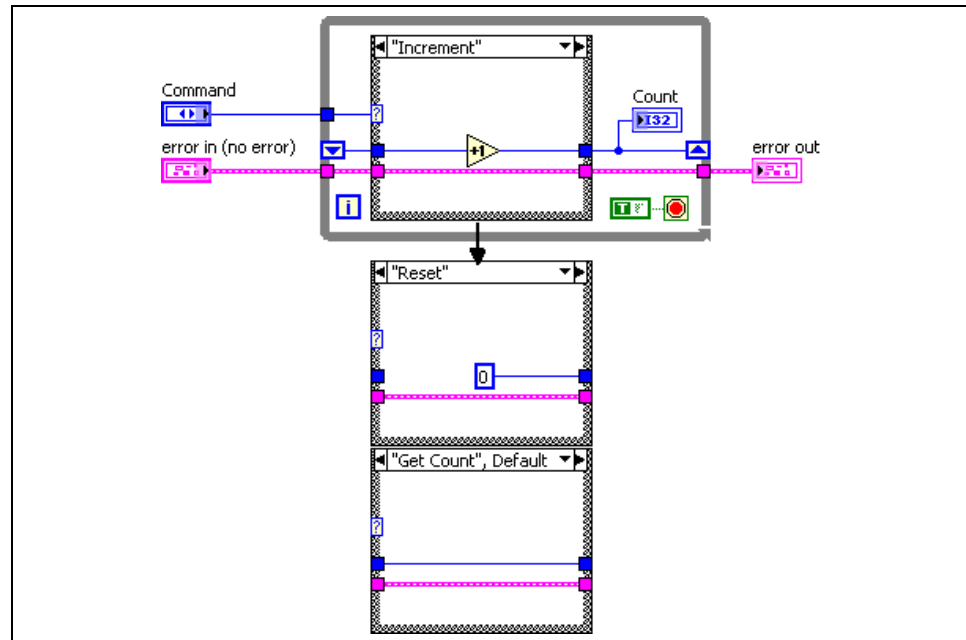 "Increment"
Command
?
Count
I32
+1
error in (no error)
error out
i
T
"Reset"
?
0
"Get Count", Default
?